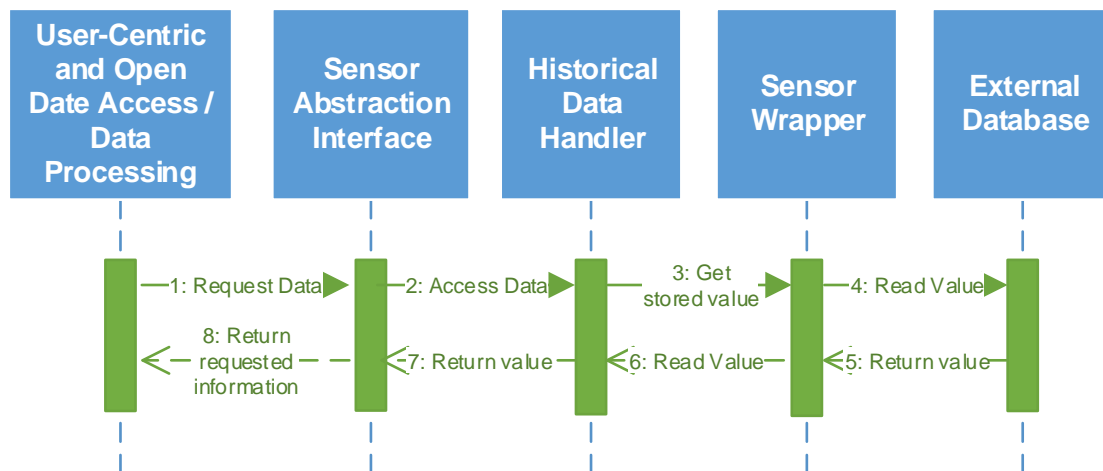 User-Centric
and Open
Date Access /
Data
Processing
Sensor
Abstraction
Interface
Historical
Data
Handler
Sensor
Wrapper
External
Database
1: Request Data
2: Access Data
3: Get
stored value
4: Read Value
8: Return
requested
information
7: Return value
6: Read Value
5: Return value